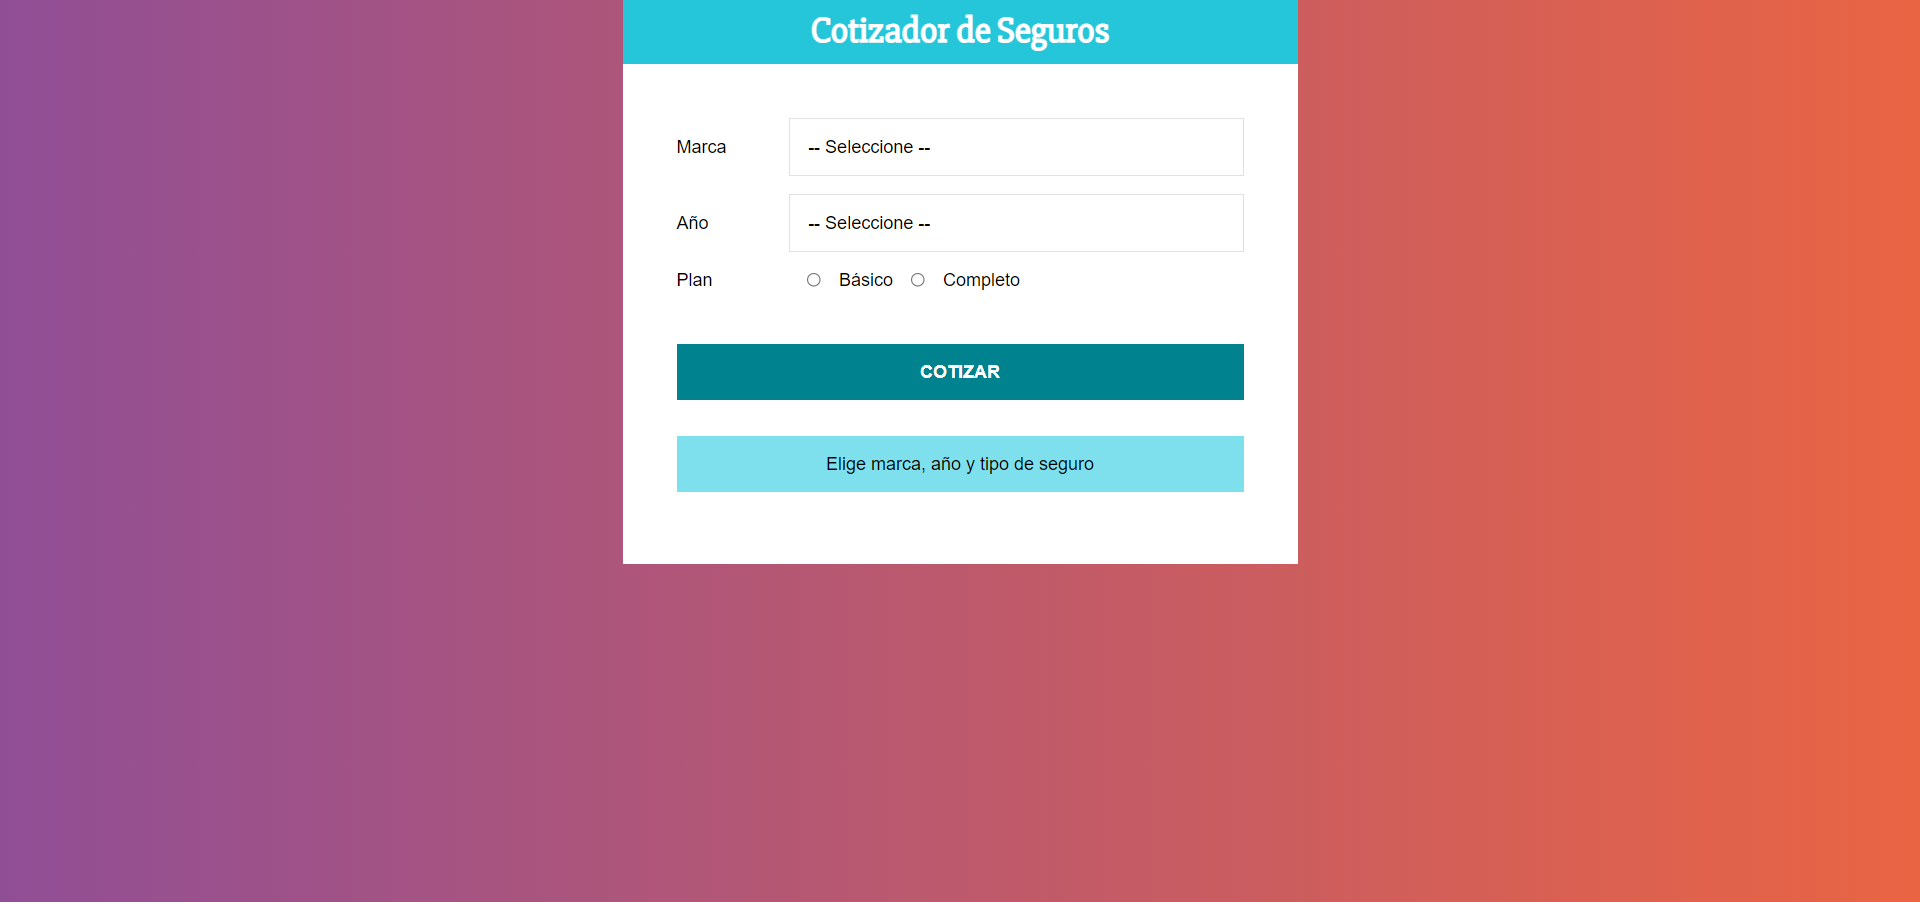 Cotizador de Seguros
Marca
-- Seleccione --
Año
-- Seleccione --
Plan
Básico
Completo
COTIZAR
Elige marca, año y tipo de seguro